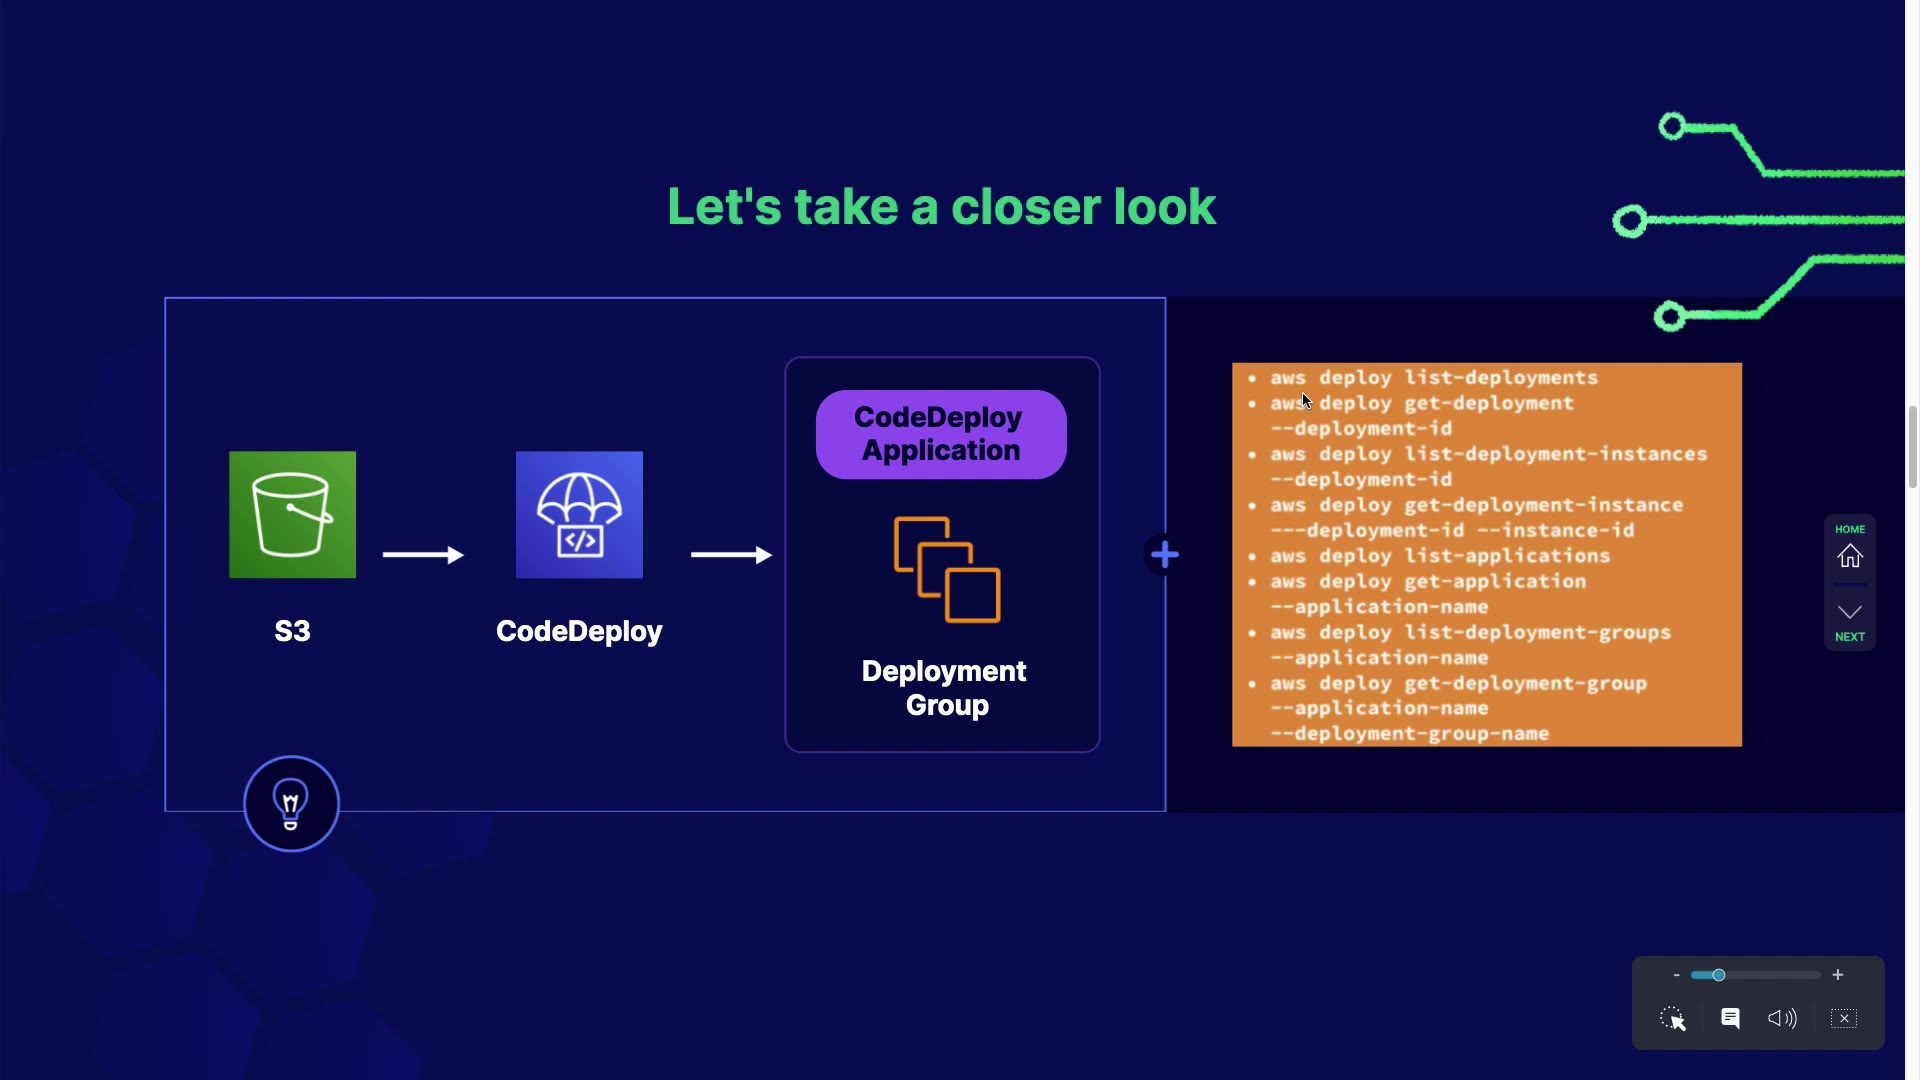 Let's take a closer look
S3
</>
CodeDeploy
CodeDeploy
Application
Deployment
Group
• aws deploy list-deployments
• aws deploy get-deployment
--deployment-id
• aws deploy list-deployment-instances
--deployment-id
• aws deploy get-deployment-instance
---deployment-id --instance-id
• aws deploy list-applications
• aws deploy get-application
--application-name
• aws deploy list-deployment-groups
--application-name
• aws deploy get-deployment-group
--application-name
--deployment-group-name
HOME
NEXT